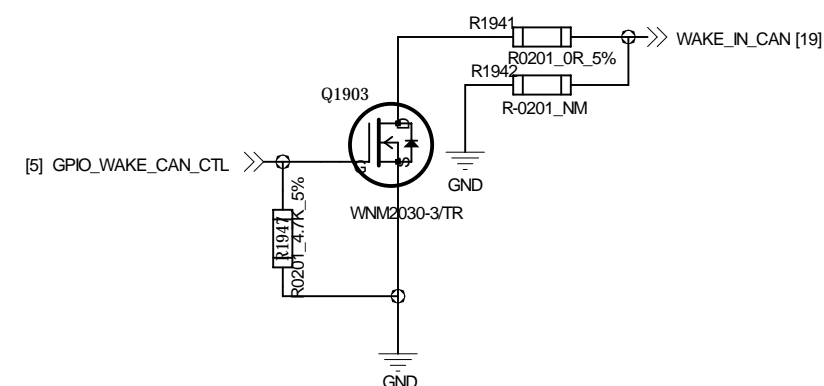 R1941
WAKE_IN_CAN [19]
R0201_0R_5%
R1942
R-0201_NM
Q1903
D
G
S
GND
[5] GPIO_WAKE_CAN_CTL
WNM2030-3/TR
R1947
R0201_4.7K_5%
GND